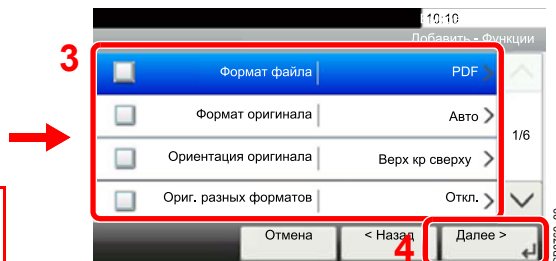 10:10
Добавить - Функции
3
Формат файла PDF
Формат оригинала Авто
1/6
Ориентация оригинала Верх кр сверху
Ориг. разных форматов Откл.
Отмена < Назад Далее >
4